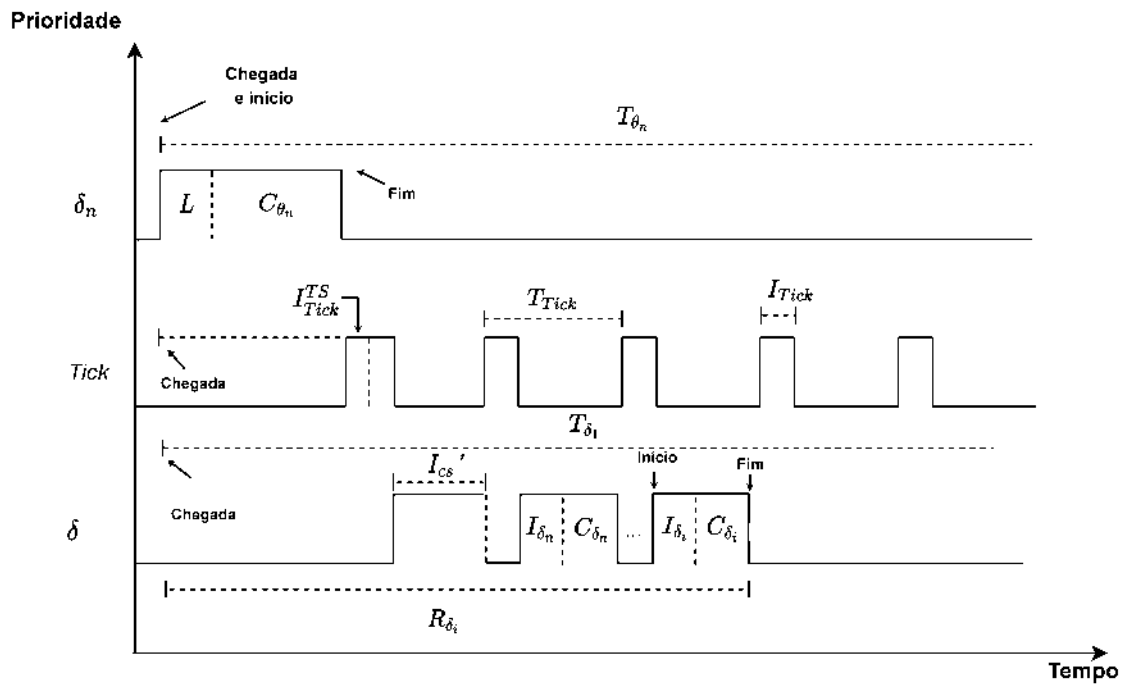 Prioridade
Chegada
e início
T_{θ_n}
δ_n
L
C_{θ_n}
Fim
I_{Tick}^{TS}
T_{Tick}
I_{Tick}
Tick
Chegada
T_{δ_1}
I_{cs}'
Início
Fim
Chagada
δ
I_{δ_n}
C_{δ_n}
...
I_{δ_i}
C_{δ_i}
R_{δ_i}
Tempo